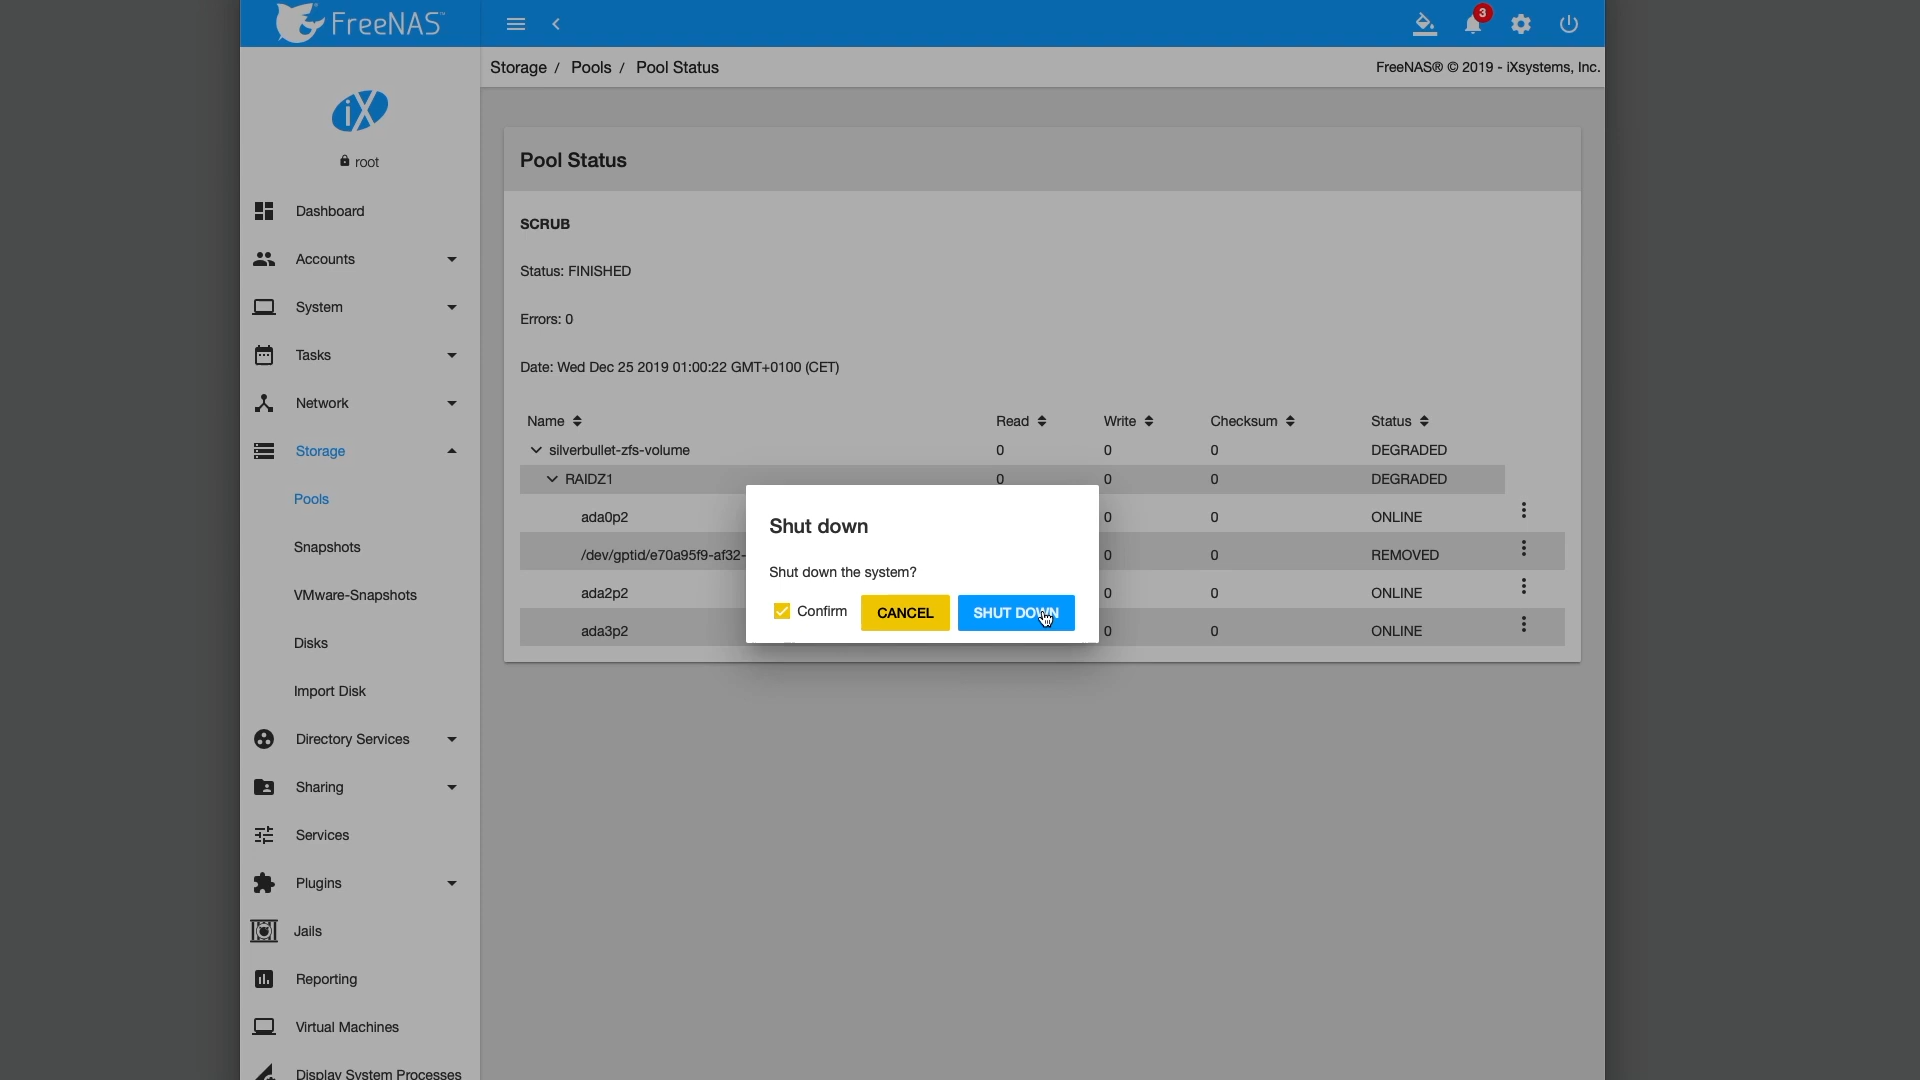 FreeNAS™
3
Storage / Pools / Pool Status
FreeNAS® © 2019 - iXsystems, Inc.
iX
root
Dashboard
Accounts
System
Tasks
Network
Storage
Pools
Snapshots
VMware-Snapshots
Disks
Import Disk
Directory Services
Sharing
Services
Plugins
Jails
Reporting
Virtual Machines
Display System Processes
Pool Status
SCRUB
Status: FINISHED
Errors: 0
Date: Wed Dec 25 2019 01:00:22 GMT+0100 (CET)
Name Read Write Checksum Status
silverbullet-zfs-volume 0 0 0 DEGRADED
RAIDZ1 0 0 0 DEGRADED
ada0p2 0 0 ONLINE
/dev/gptid/e70a95f9-af32- 0 0 REMOVED
ada2p2 0 0 ONLINE
ada3p2 0 0 ONLINE
Shut down
Shut down the system?
Confirm CANCEL SHUT DOWN